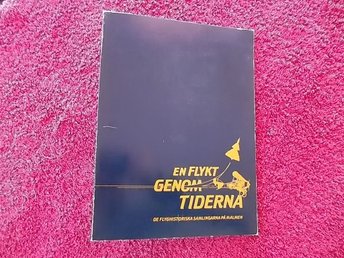 EN FLYKT
GENOM
TIDERNA
DE FLYGHISTORISKA SAMLINGARNA PÅ MALMEN